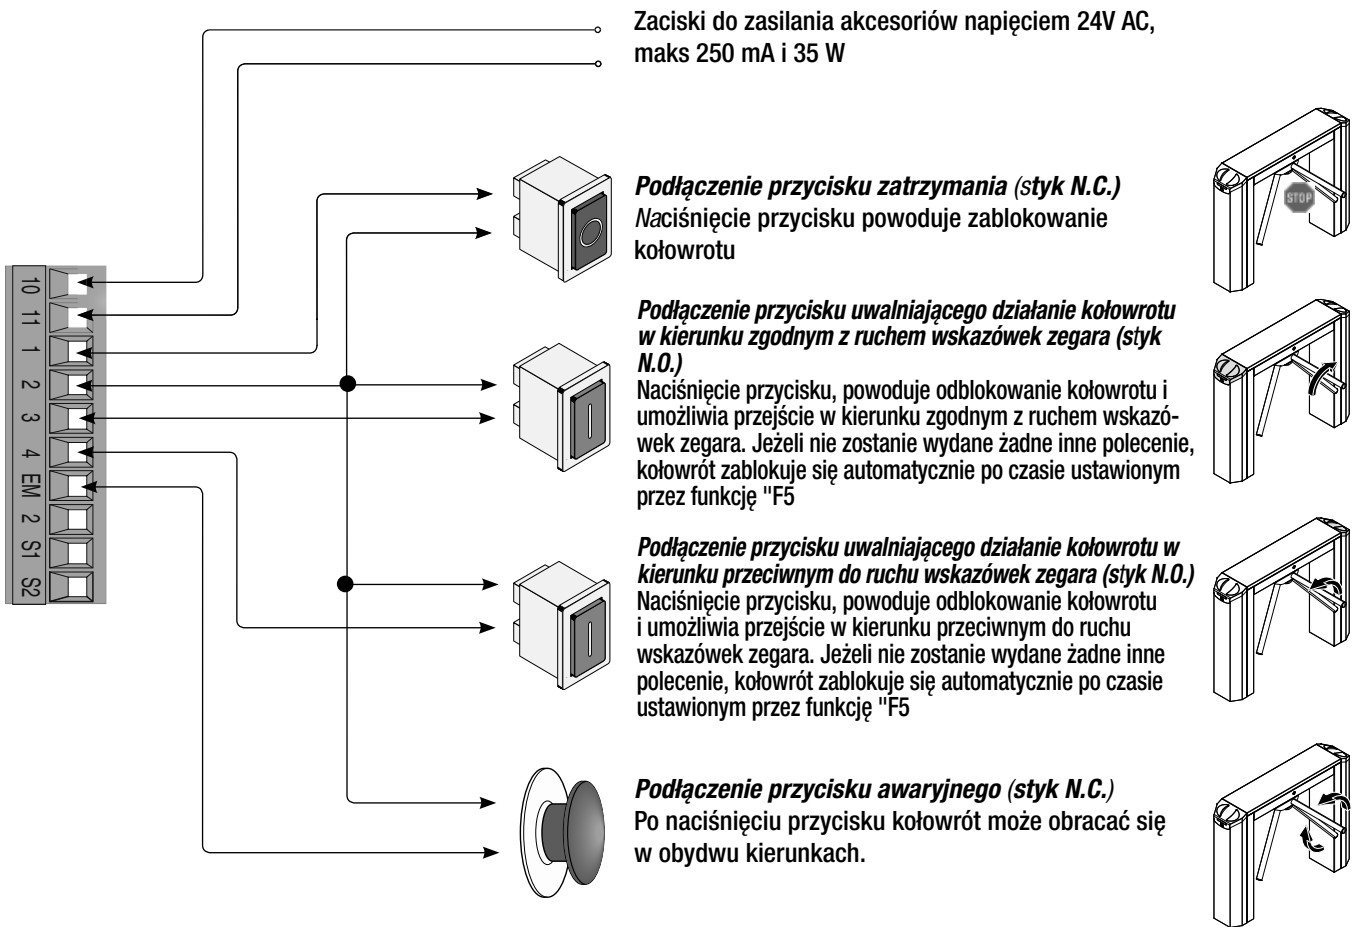 Zaciski do zasilania akcesoriów napięciem 24V AC,
maks 250 mA i 35 W
Podłączenie przycisku zatrzymania (styk N.C.)
Naciśnięcie przycisku powoduje zablokowanie
kołowrotu
STOP
10
11
1
2
3
4
EM
2
S1
S2
Podłączenie przycisku uwalniającego działanie kołowrotu
w kierunku zgodnym z ruchem wskazówek zegara (styk
N.O.)
Naciśnięcie przycisku, powoduje odblokowanie kołowrotu i
umożliwia przejście w kierunku zgodnym z ruchem wskazó-
wek zegara. Jeżeli nie zostanie wydane żadne inne polecenie,
kołowrót zablokuje się automatycznie po czasie ustawionym
przez funkcję "F5
Podłączenie przycisku uwalniającego działanie kołowrotu w
kierunku przeciwnym do ruchu wskazówek zegara (styk N.O.)
Naciśnięcie przycisku, powoduje odblokowanie kołowrotu
i umożliwia przejście w kierunku przeciwnym do ruchu
wskazówek zegara. Jeżeli nie zostanie wydane żadne inne
polecenie, kołowrót zablokuje się automatycznie po czasie
ustawionym przez funkcję "F5
Podłączenie przycisku awaryjnego (styk N.C.)
Po naciśnięciu przycisku kołowrót może obracać się
w obydwu kierunkach.